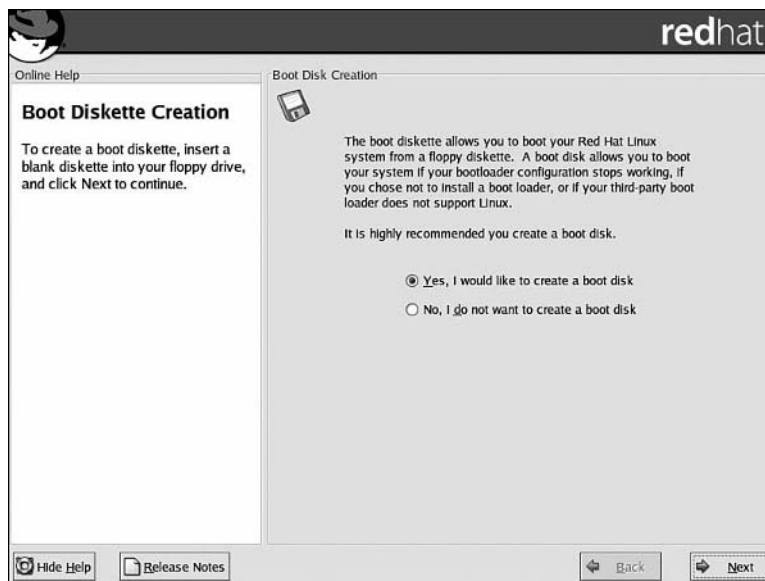 redhat
Online Help
Boot Diskette Creation
To create a boot diskette, insert a
blank diskette into your floppy drive,
and click Next to continue.
Boot Disk Creation
The boot diskette allows you to boot your Red Hat Linux
system from a floppy diskette. A boot disk allows you to boot
your system if your bootloader configuration stops working, if
you chose not to install a boot loader, or if your third-party boot
loader does not support Linux.
It is highly recommended you create a boot disk.
Yes, I would like to create a boot disk
No, I do not want to create a boot disk
Hide Help
Release Notes
Back
Next